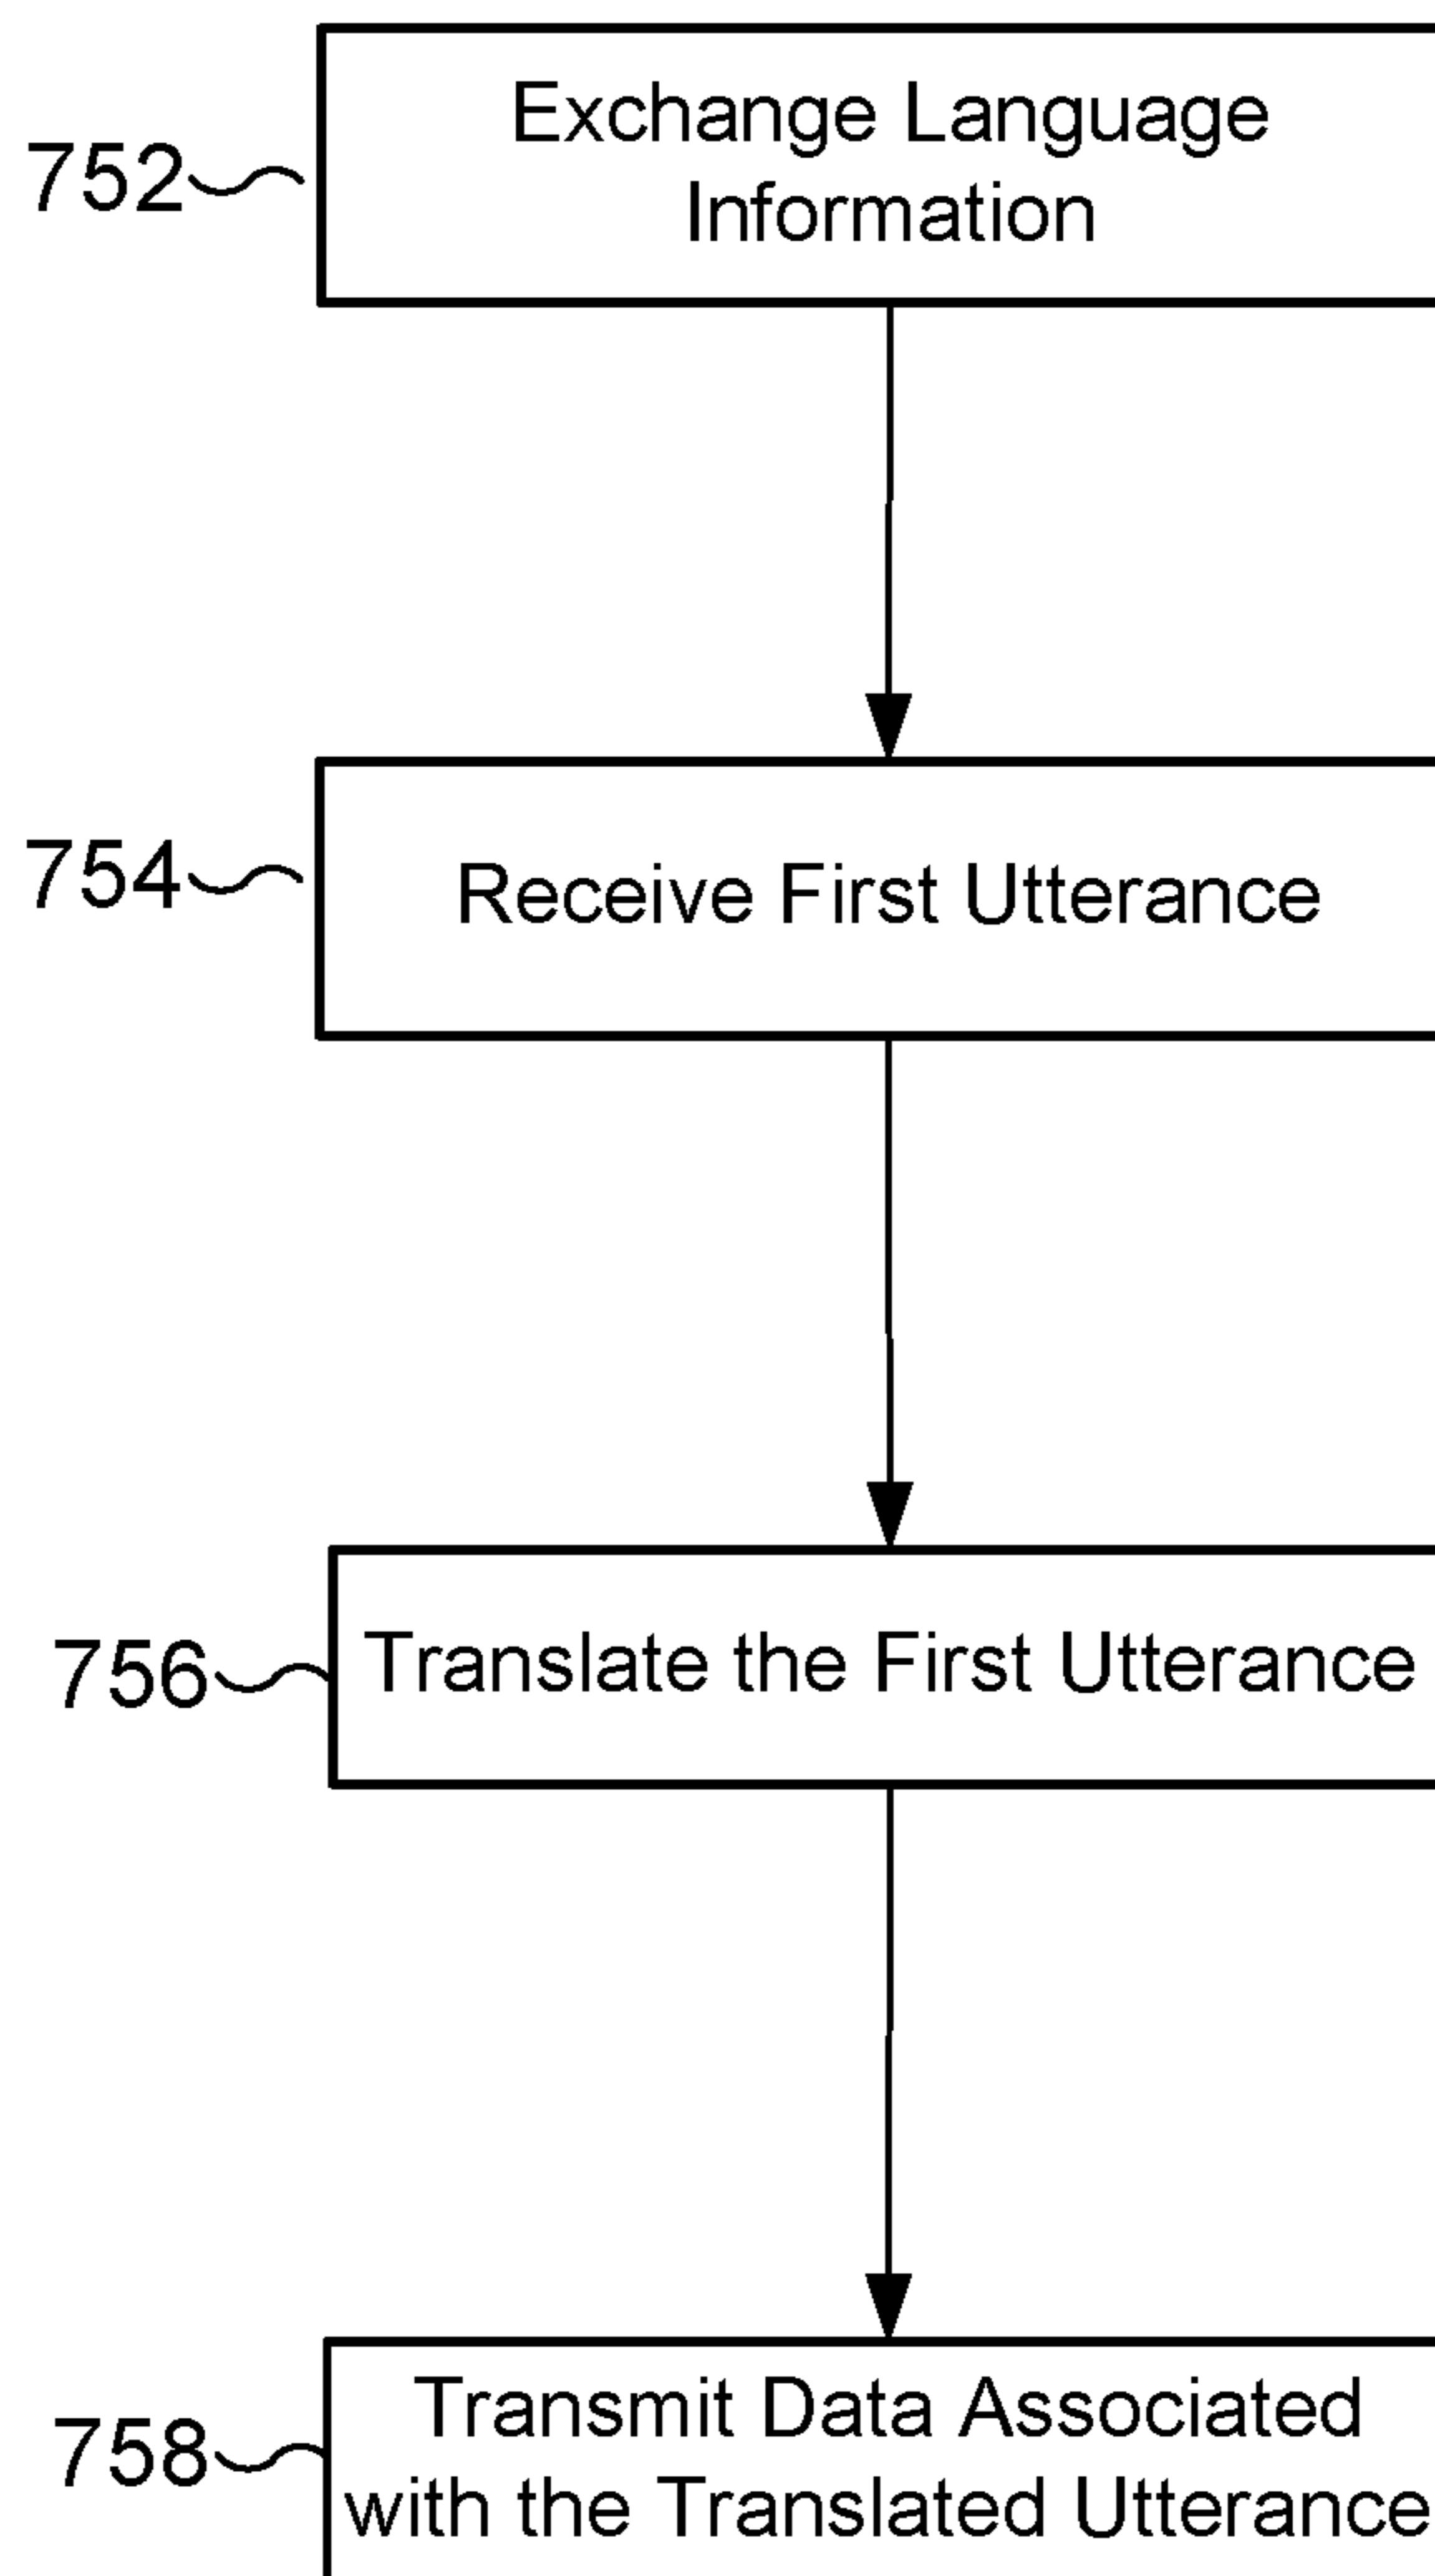 752
Exchange Language
Information
754
Receive First Utterance
756
Translate the First Utterance
758
Transmit Data Associated
with the Translated Utterance